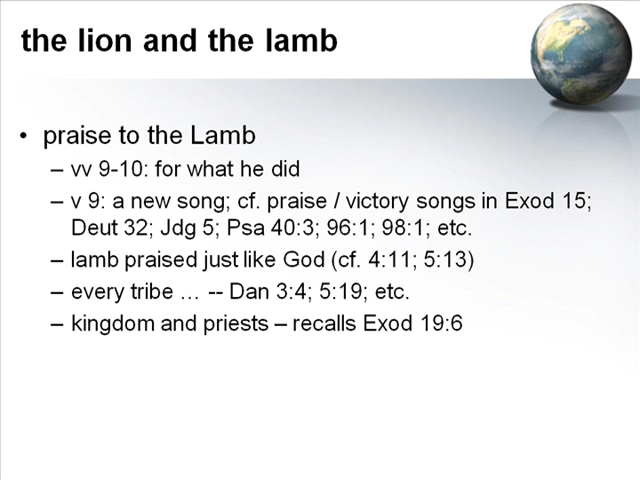 the lion and the lamb
• praise to the Lamb
– vv 9-10: for what he did
– v 9: a new song; cf. praise / victory songs in Exod 15;
Deut 32; Jdg 5; Psa 40:3; 96:1; 98:1; etc.
– lamb praised just like God (cf. 4:11; 5:13)
– every tribe … -- Dan 3:4; 5:19; etc.
– kingdom and priests – recalls Exod 19:6